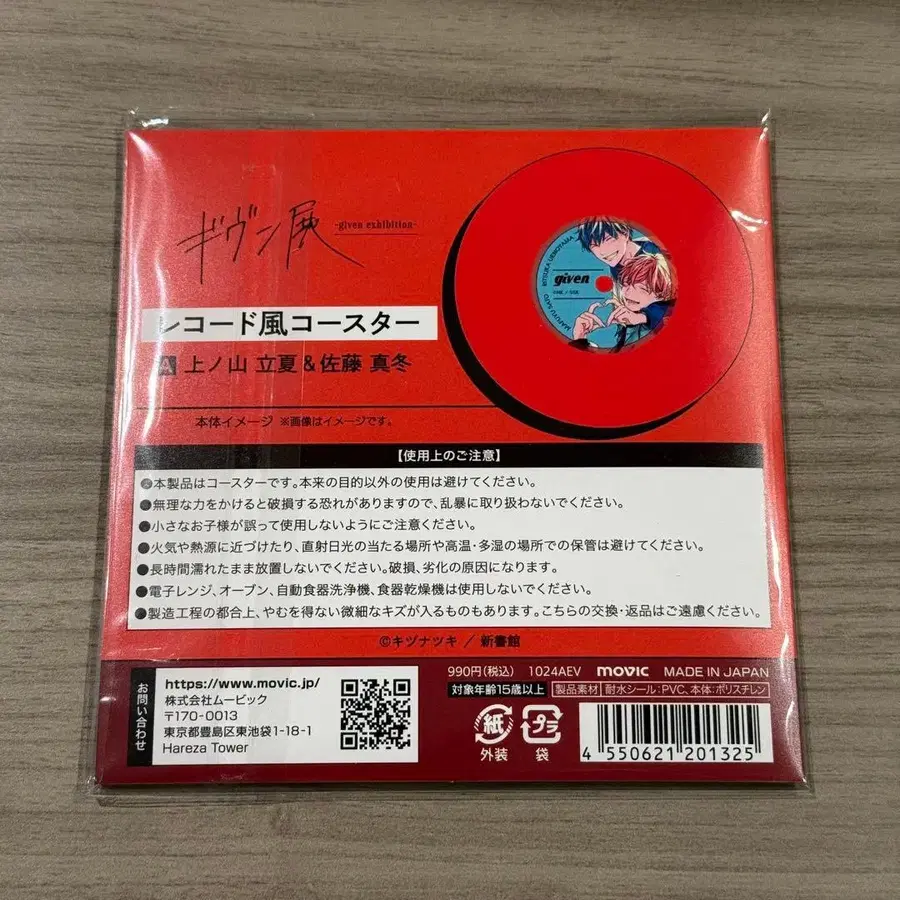 ギヴン展 -given exhibition-
レコード風コースター
A 上ノ山 立夏&佐藤 真冬
本体イメージ ※画像はイメージです。
RITSUKA UENOYAMA
given
MAFUYU SATO
【使用上のご注意】
●本製品はコースターです。本来の目的以外の使用は避けてください。
●無理な力をかけると破損する恐れがありますので、乱暴に取り扱わないでください。
●小さなお子様が誤って使用しないようにご注意ください。
●火気や熱源に近づけたり、直射日光の当たる場所や高温・多湿の場所での保管は避けてください。
●長時間濡れたまま放置しないでください。破損、劣化の原因になります。
●電子レンジ、オーブン、自動食器洗浄機、食器乾燥機は使用しないでください。
●製造工程の都合上、やむを得ない微細なキズが入るものもあります。こちらの交換・返品はご遠慮ください。
©キヅナツキ / 新書館
お問い合わせ
https://www.movic.jp/
株式会社ムービック
〒170-0013
東京都豊島区東池袋1-18-1
Hareza Tower
990円(税込) 1024AEV movic MADE IN JAPAN
対象年齢15歳以上 製品素材 耐水シール:PVC、本体:ポリスチレン
紙 プラ
外装 袋
4 550621 201325